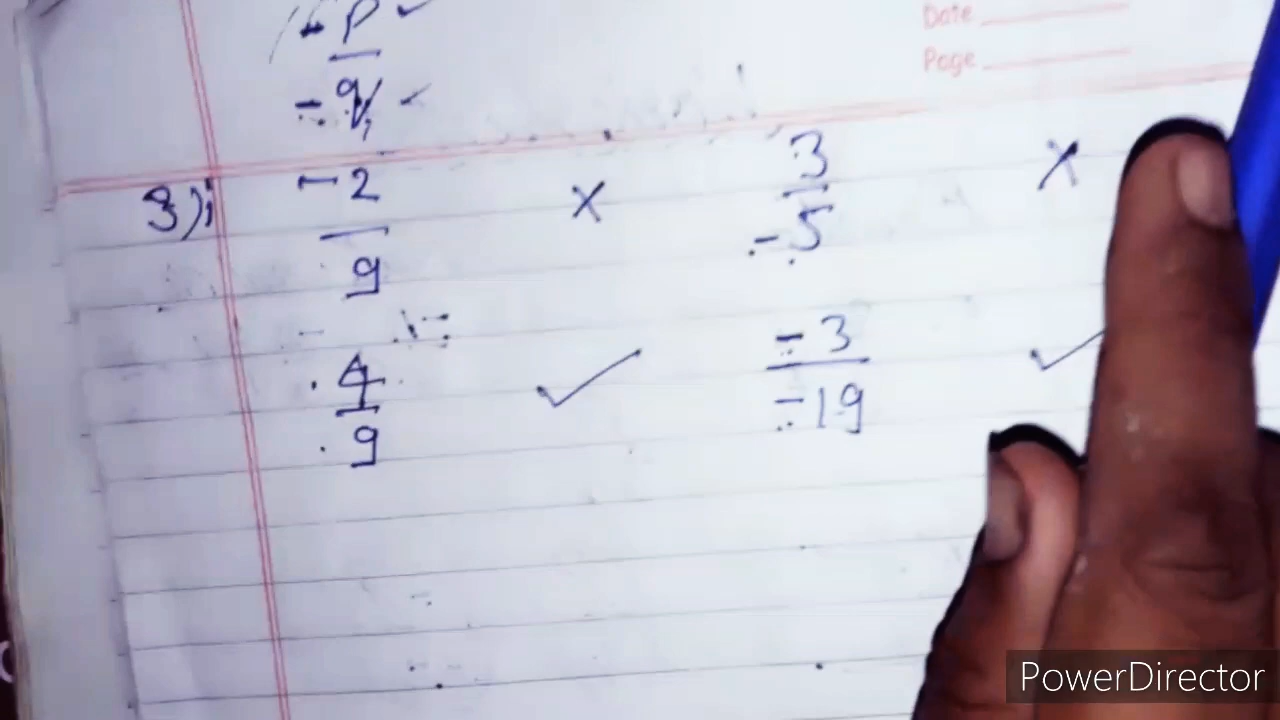 - p ✓
- q ✓
Date
Page
3) i -2/9 ×
3/-5 ×
4/9 ✓
-3/-19 ✓
PowerDirector